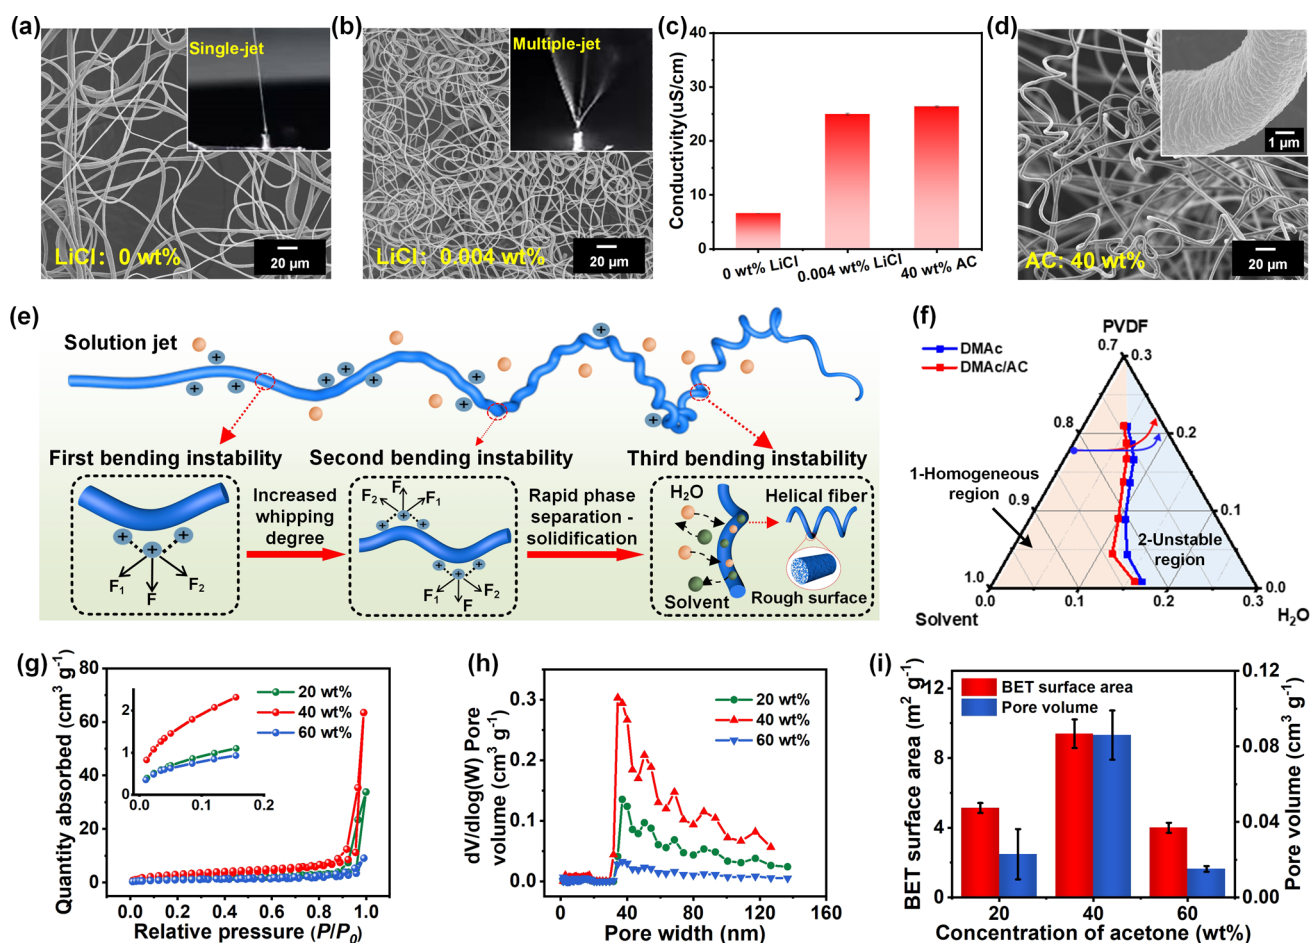 (a)
Single-jet
LiCl: 0 wt%
20 μm
(b)
Multiple-jet
LiCl: 0.004 wt%
20 μm
(c)
Conductivity(uS/cm)
40
30
20
10
0
0 wt% LiCl
0.004 wt% LiCl
40 wt% AC
(d)
1 μm
AC: 40 wt%
20 μm
(e)
Solution jet
First bending instability
Second bending instability
Third bending instability
+
+
+
+
+
+
+
+
+
+
+
+
+
F₁
F
F₂
Increased
whipping
degree
F₂
F
F₁
+
+
+
+
+
+
F₁
F
F₂
Rapid phase
separation -
solidification
H₂O
Solvent
Helical fiber
Rough surface
(f)
PVDF
DMAc
DMAc/AC
0.7
0.3
0.8
0.2
0.9
0.1
1.0
0.0
0.0
0.1
0.2
0.3
1-Homogeneous
region
2-Unstable
region
Solvent
H₂O
(g)
Quantity absorbed (cm³ g⁻¹)
80
60
40
20
0
0.0
0.2
0.4
0.6
0.8
1.0
Relative pressure (P/P₀)
20 wt%
40 wt%
60 wt%
2
1
0
0.0
0.1
0.2
(h)
dV/dlog(W) Pore
volume (cm³ g⁻¹)
0.3
0.2
0.1
0.0
0
40
80
120
160
Pore width (nm)
20 wt%
40 wt%
60 wt%
(i)
BET surface area (m² g⁻¹)
12
8
4
0
BET surface area
Pore volume
20
40
60
Concentration of acetone (wt%)
0.12
0.08
0.04
0.00
Pore volume (cm³ g⁻¹)